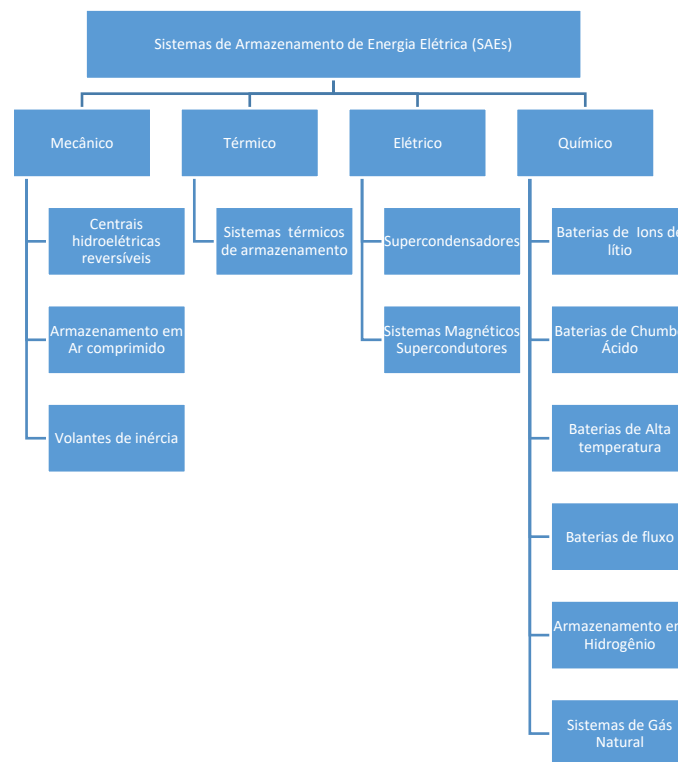 Sistemas de Armazenamento de Energia Elétrica (SAEs)
Mecânico
Térmico
Elétrico
Químico
Centrais
hidroelétricas
reversíveis
Armazenamento em
Ar comprimido
Volantes de inércia
Sistemas térmicos
de armazenamento
Supercondensadores
Sistemas Magnéticos
Supercondutores
Baterias de Ions de
lítio
Baterias de Chumbo
Ácido
Baterias de Alta
temperatura
Baterias de fluxo
Armazenamento em
Hidrogênio
Sistemas de Gás
Natural